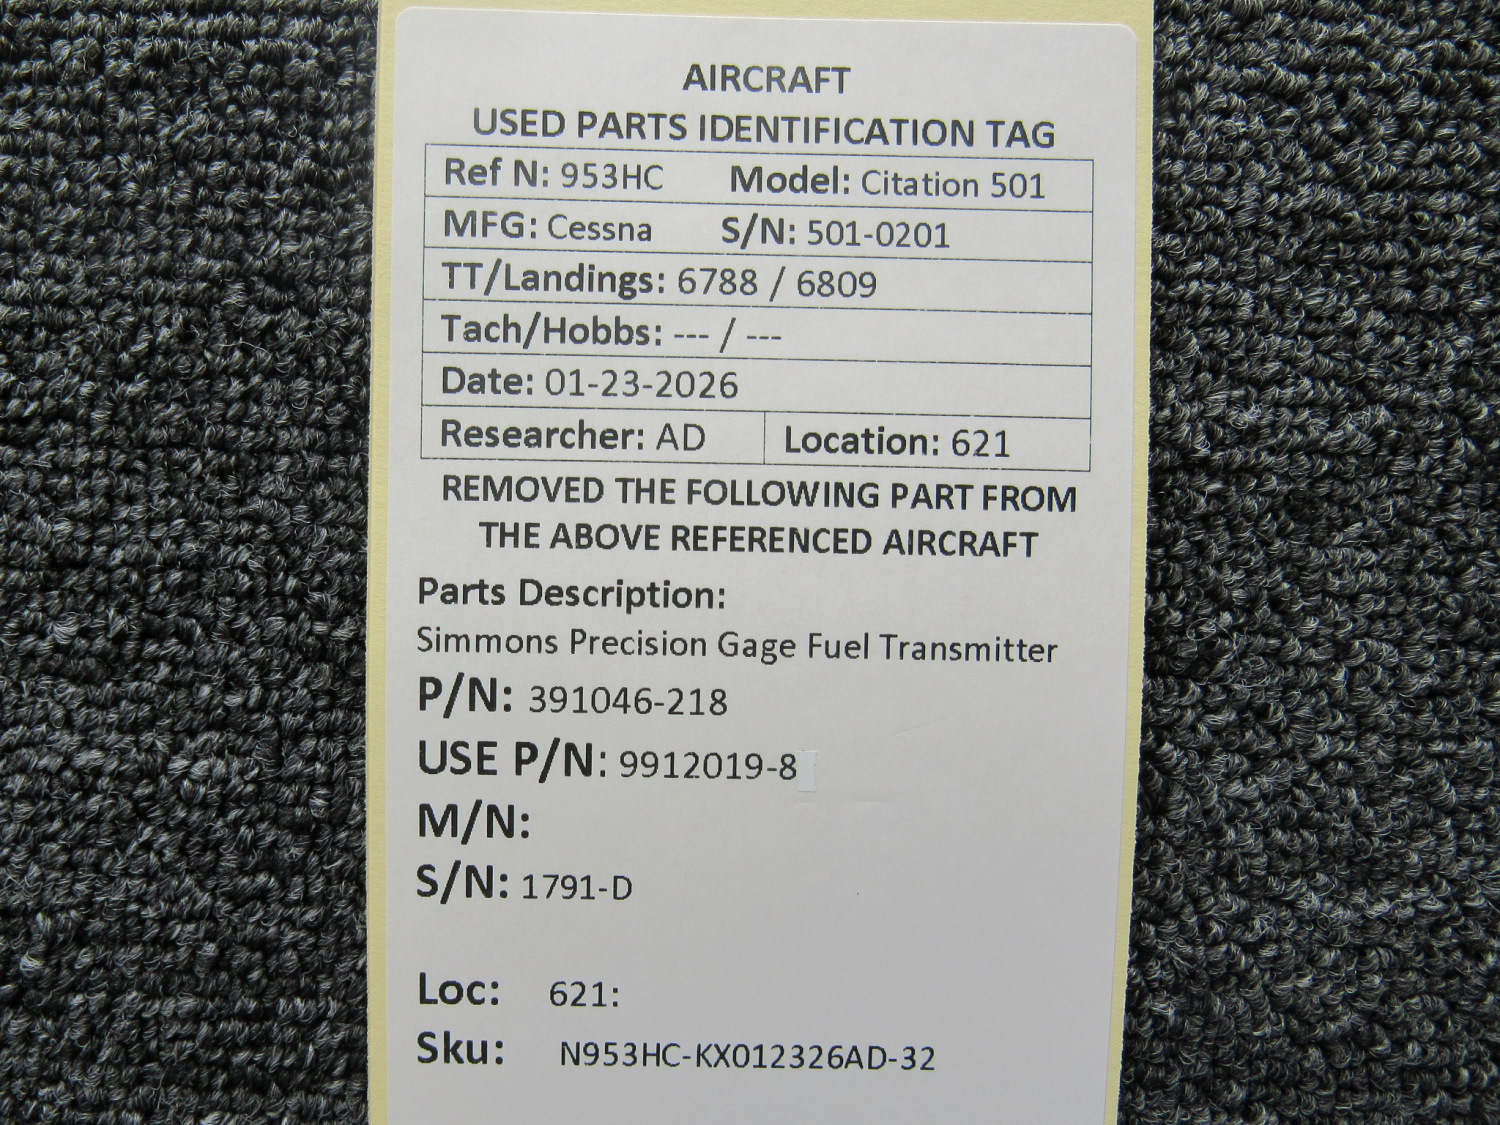 AIRCRAFT
USED PARTS IDENTIFICATION TAG
Ref N: 953HC Model: Citation 501
MFG: Cessna S/N: 501-0201
TT/Landings: 6788 / 6809
Tach/Hobbs: --- / ---
Date: 01-23-2026
Researcher: AD Location: 621
REMOVED THE FOLLOWING PART FROM
THE ABOVE REFERENCED AIRCRAFT
Parts Description:
Simmons Precision Gage Fuel Transmitter
P/N: 391046-218
USE P/N: 9912019-8
M/N:
S/N: 1791-D
Loc: 621:
Sku: N953HC-KX012326AD-32